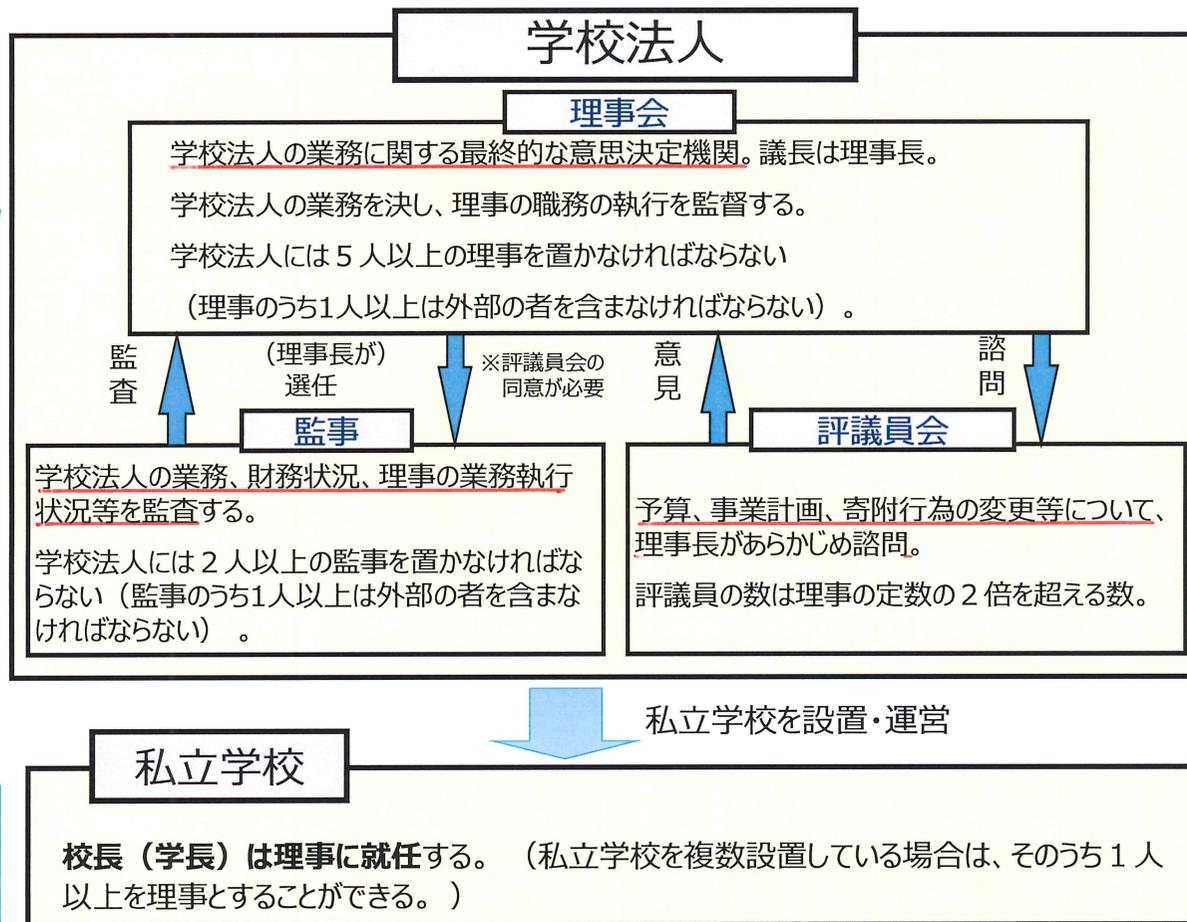 学校法人
理事会
学校法人の業務に関する最終的な意思決定機関。議長は理事長。
学校法人の業務を決し、理事の職務の執行を監督する。
学校法人には5人以上の理事を置かなければならない
（理事のうち1人以上は外部の者を含まなければならない）。
監査
（理事長が）
選任
※評議員会の
同意が必要
意見
諮問
監事
学校法人の業務、財務状況、理事の業務執行
状況等を監査する。
学校法人には2人以上の監事を置かなければな
らない（監事のうち1人以上は外部の者を含まな
ければならない）　。
評議員会
予算、事業計画、寄附行為の変更等について、
理事長があらかじめ諮問。
評議員の数は理事の定数の2倍を超える数。
私立学校を設置・運営
私立学校
校長（学長）は理事に就任する。　（私立学校を複数設置している場合は、そのうち1人
以上を理事とすることができる。）